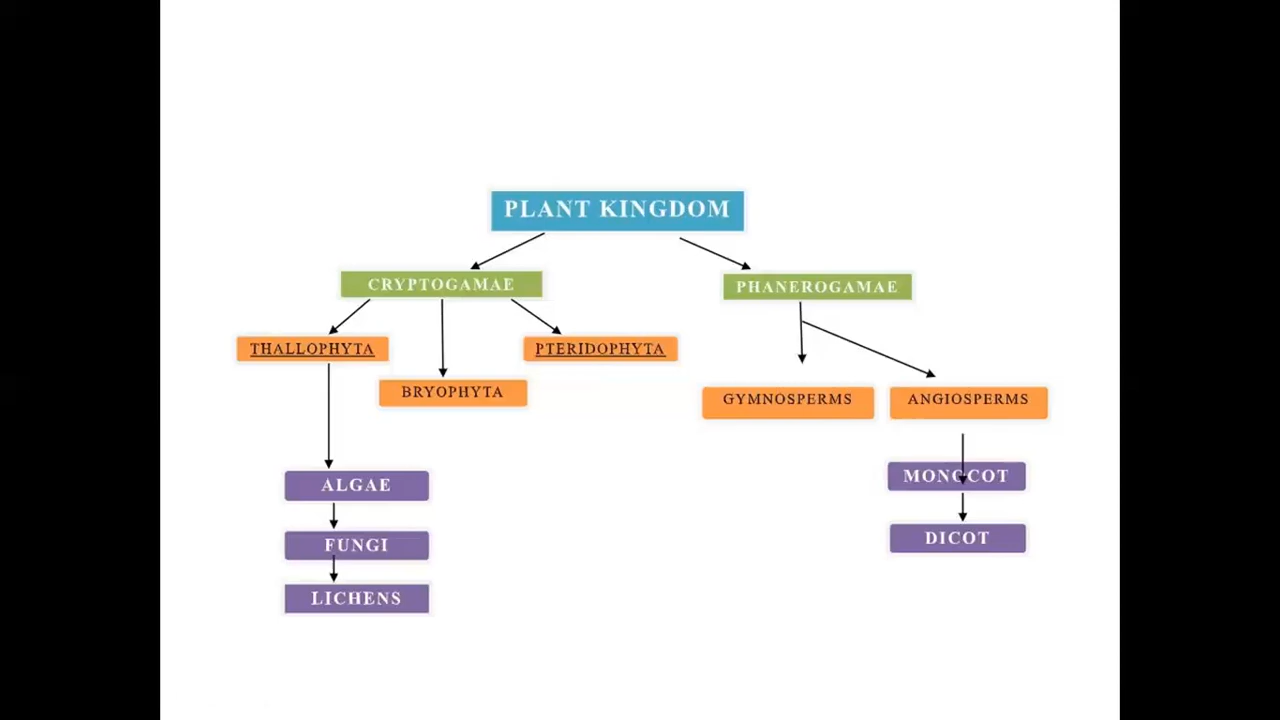 PLANT KINGDOM
CRYPTOGAMAE
PHANEROGAMAE
THALLOPHYTA
PTERIDOPHYTA
BRYOPHYTA
GYMNOSPERMS
ANGIOSPERMS
ALGAE
MONOCOT
FUNGI
DICOT
LICHENS